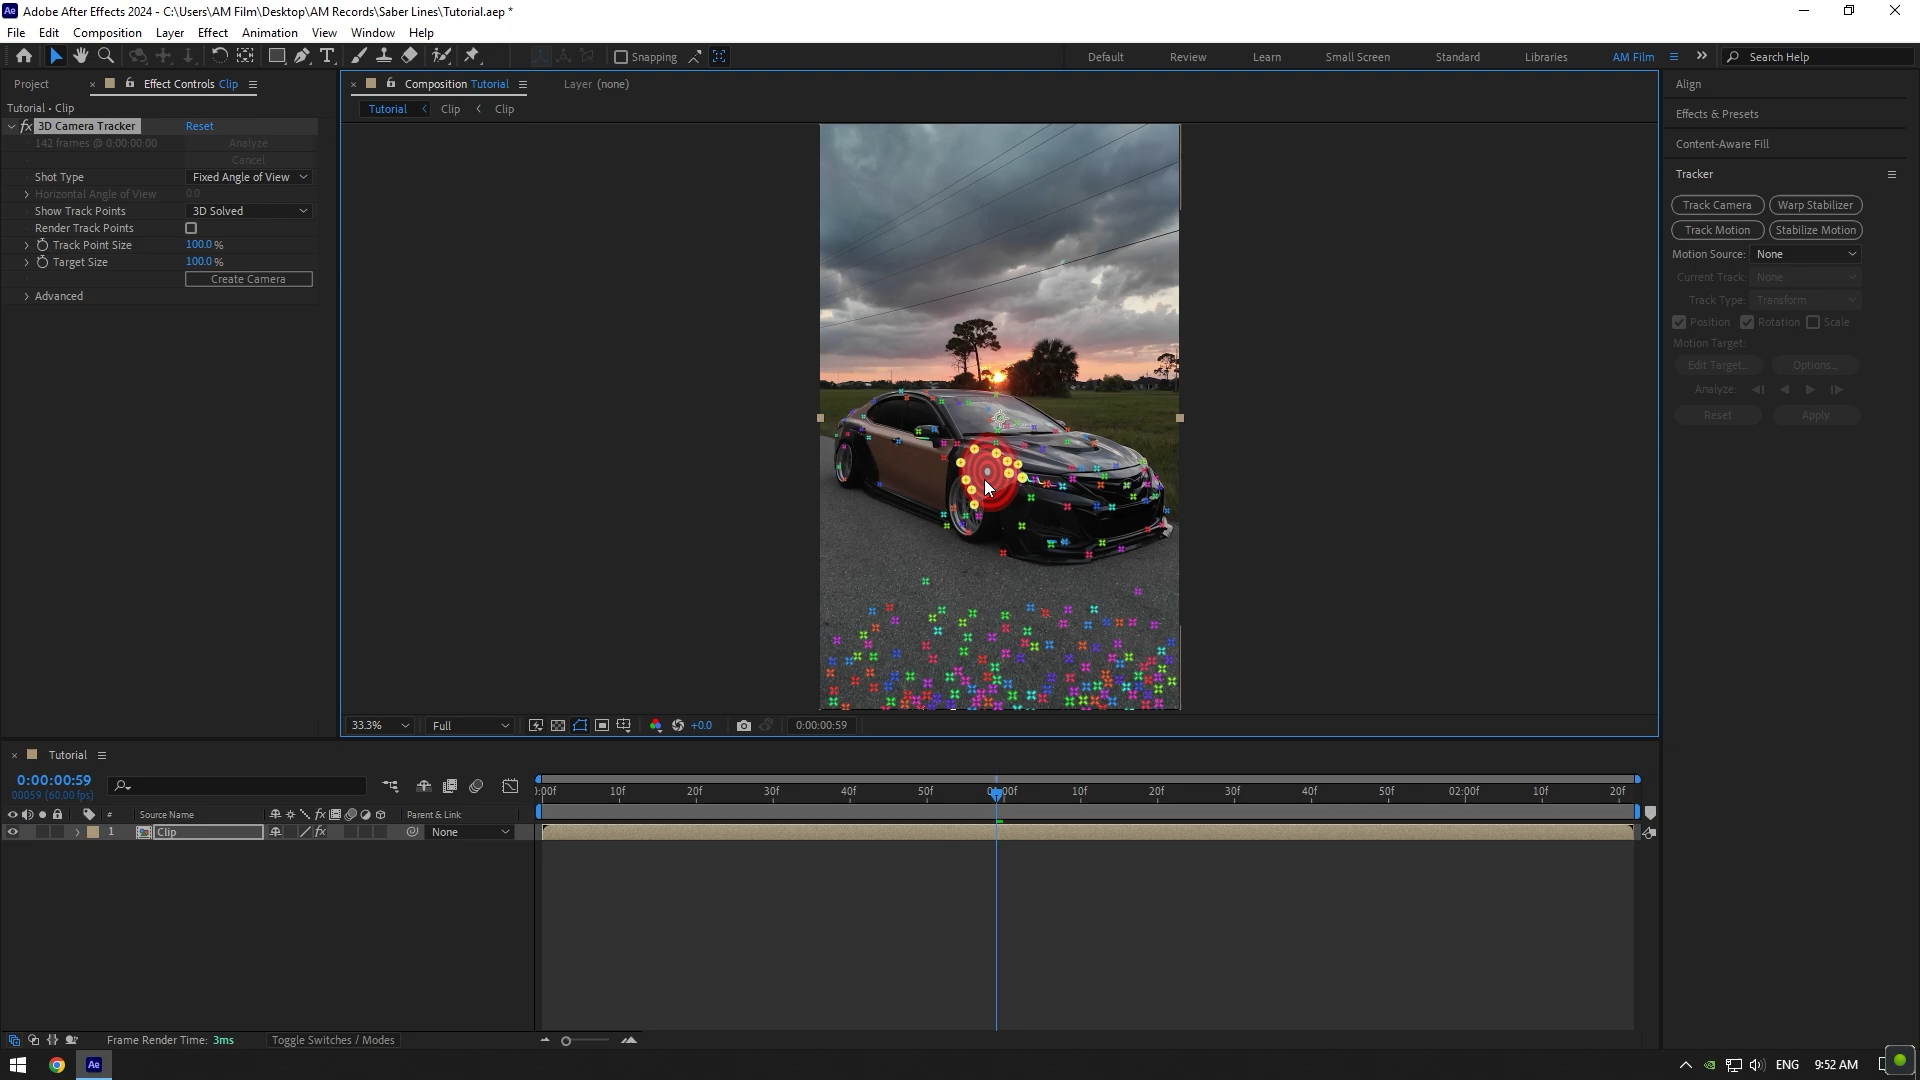 Adobe After Effects 2024 - C:\Users\AM Film\Desktop\AM Records\Saber Lines\Tutorial.aep *
File Edit Composition Layer Effect Animation View Window Help
Snapping
Default Review Learn Small Screen Standard Libraries AM Film
Search Help
Project
Effect Controls Clip
Composition Tutorial
Layer (none)
Align
Tutorial • Clip
Tutorial Clip Clip
Effects & Presets
fx 3D Camera Tracker Reset
142 frames @ 0:00:00:00 Analyze
Cancel
Content-Aware Fill
Shot Type Fixed Angle of View
Tracker
Horizontal Angle of View 0.0
Show Track Points 3D Solved
Track Camera Warp Stabilizer
Render Track Points
Track Motion Stabilize Motion
Track Point Size 100.0 %
Motion Source: None
Target Size 100.0 %
Current Track: None
Create Camera
Advanced
Track Type: Transform
Position Rotation Scale
Motion Target:
Edit Target... Options...
Analyze:
Reset Apply
33.3% Full +0.0 0:00:00:59
Tutorial
0:00:00:59
00059 (60.00 fps)
:00f 10f 20f 30f 40f 50f 01:00f 10f 20f 30f 40f 50f 02:00f 10f 20f
# Source Name fx Parent & Link
1 Clip fx None
Frame Render Time: 3ms Toggle Switches / Modes
Ae ENG 9:52 AM